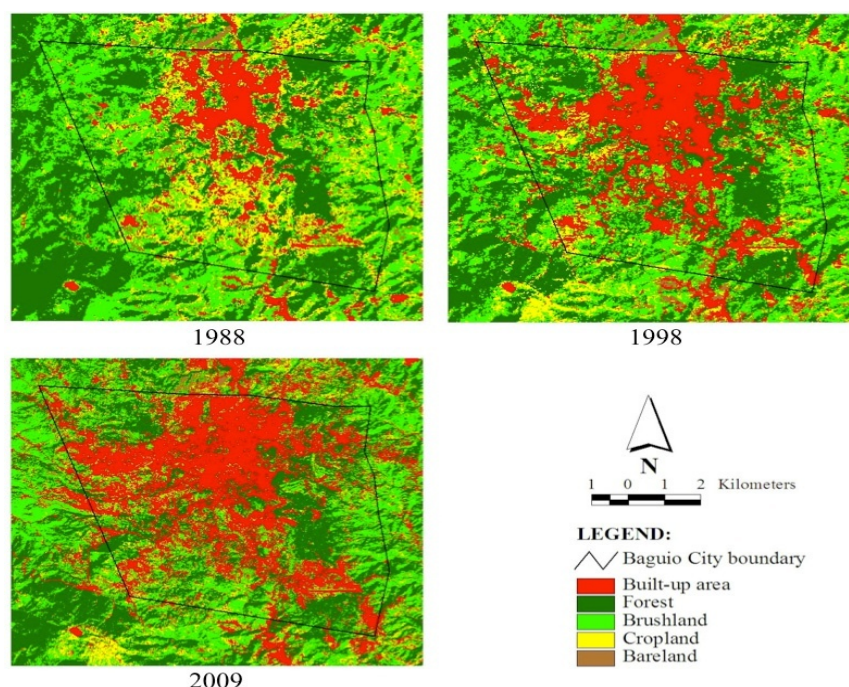 1988
1998
2009
N
1 0 1 2 Kilometers
LEGEND:
Baguio City boundary
Built-up area
Forest
Brushland
Cropland
Bareland